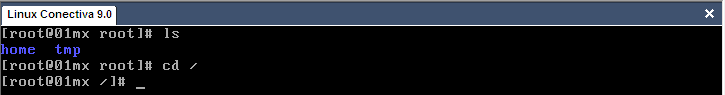 Linux Conectiva 9.0
[root@01mx root]# ls
home tmp
[root@01mx root]# cd /
[root@01mx /]# _